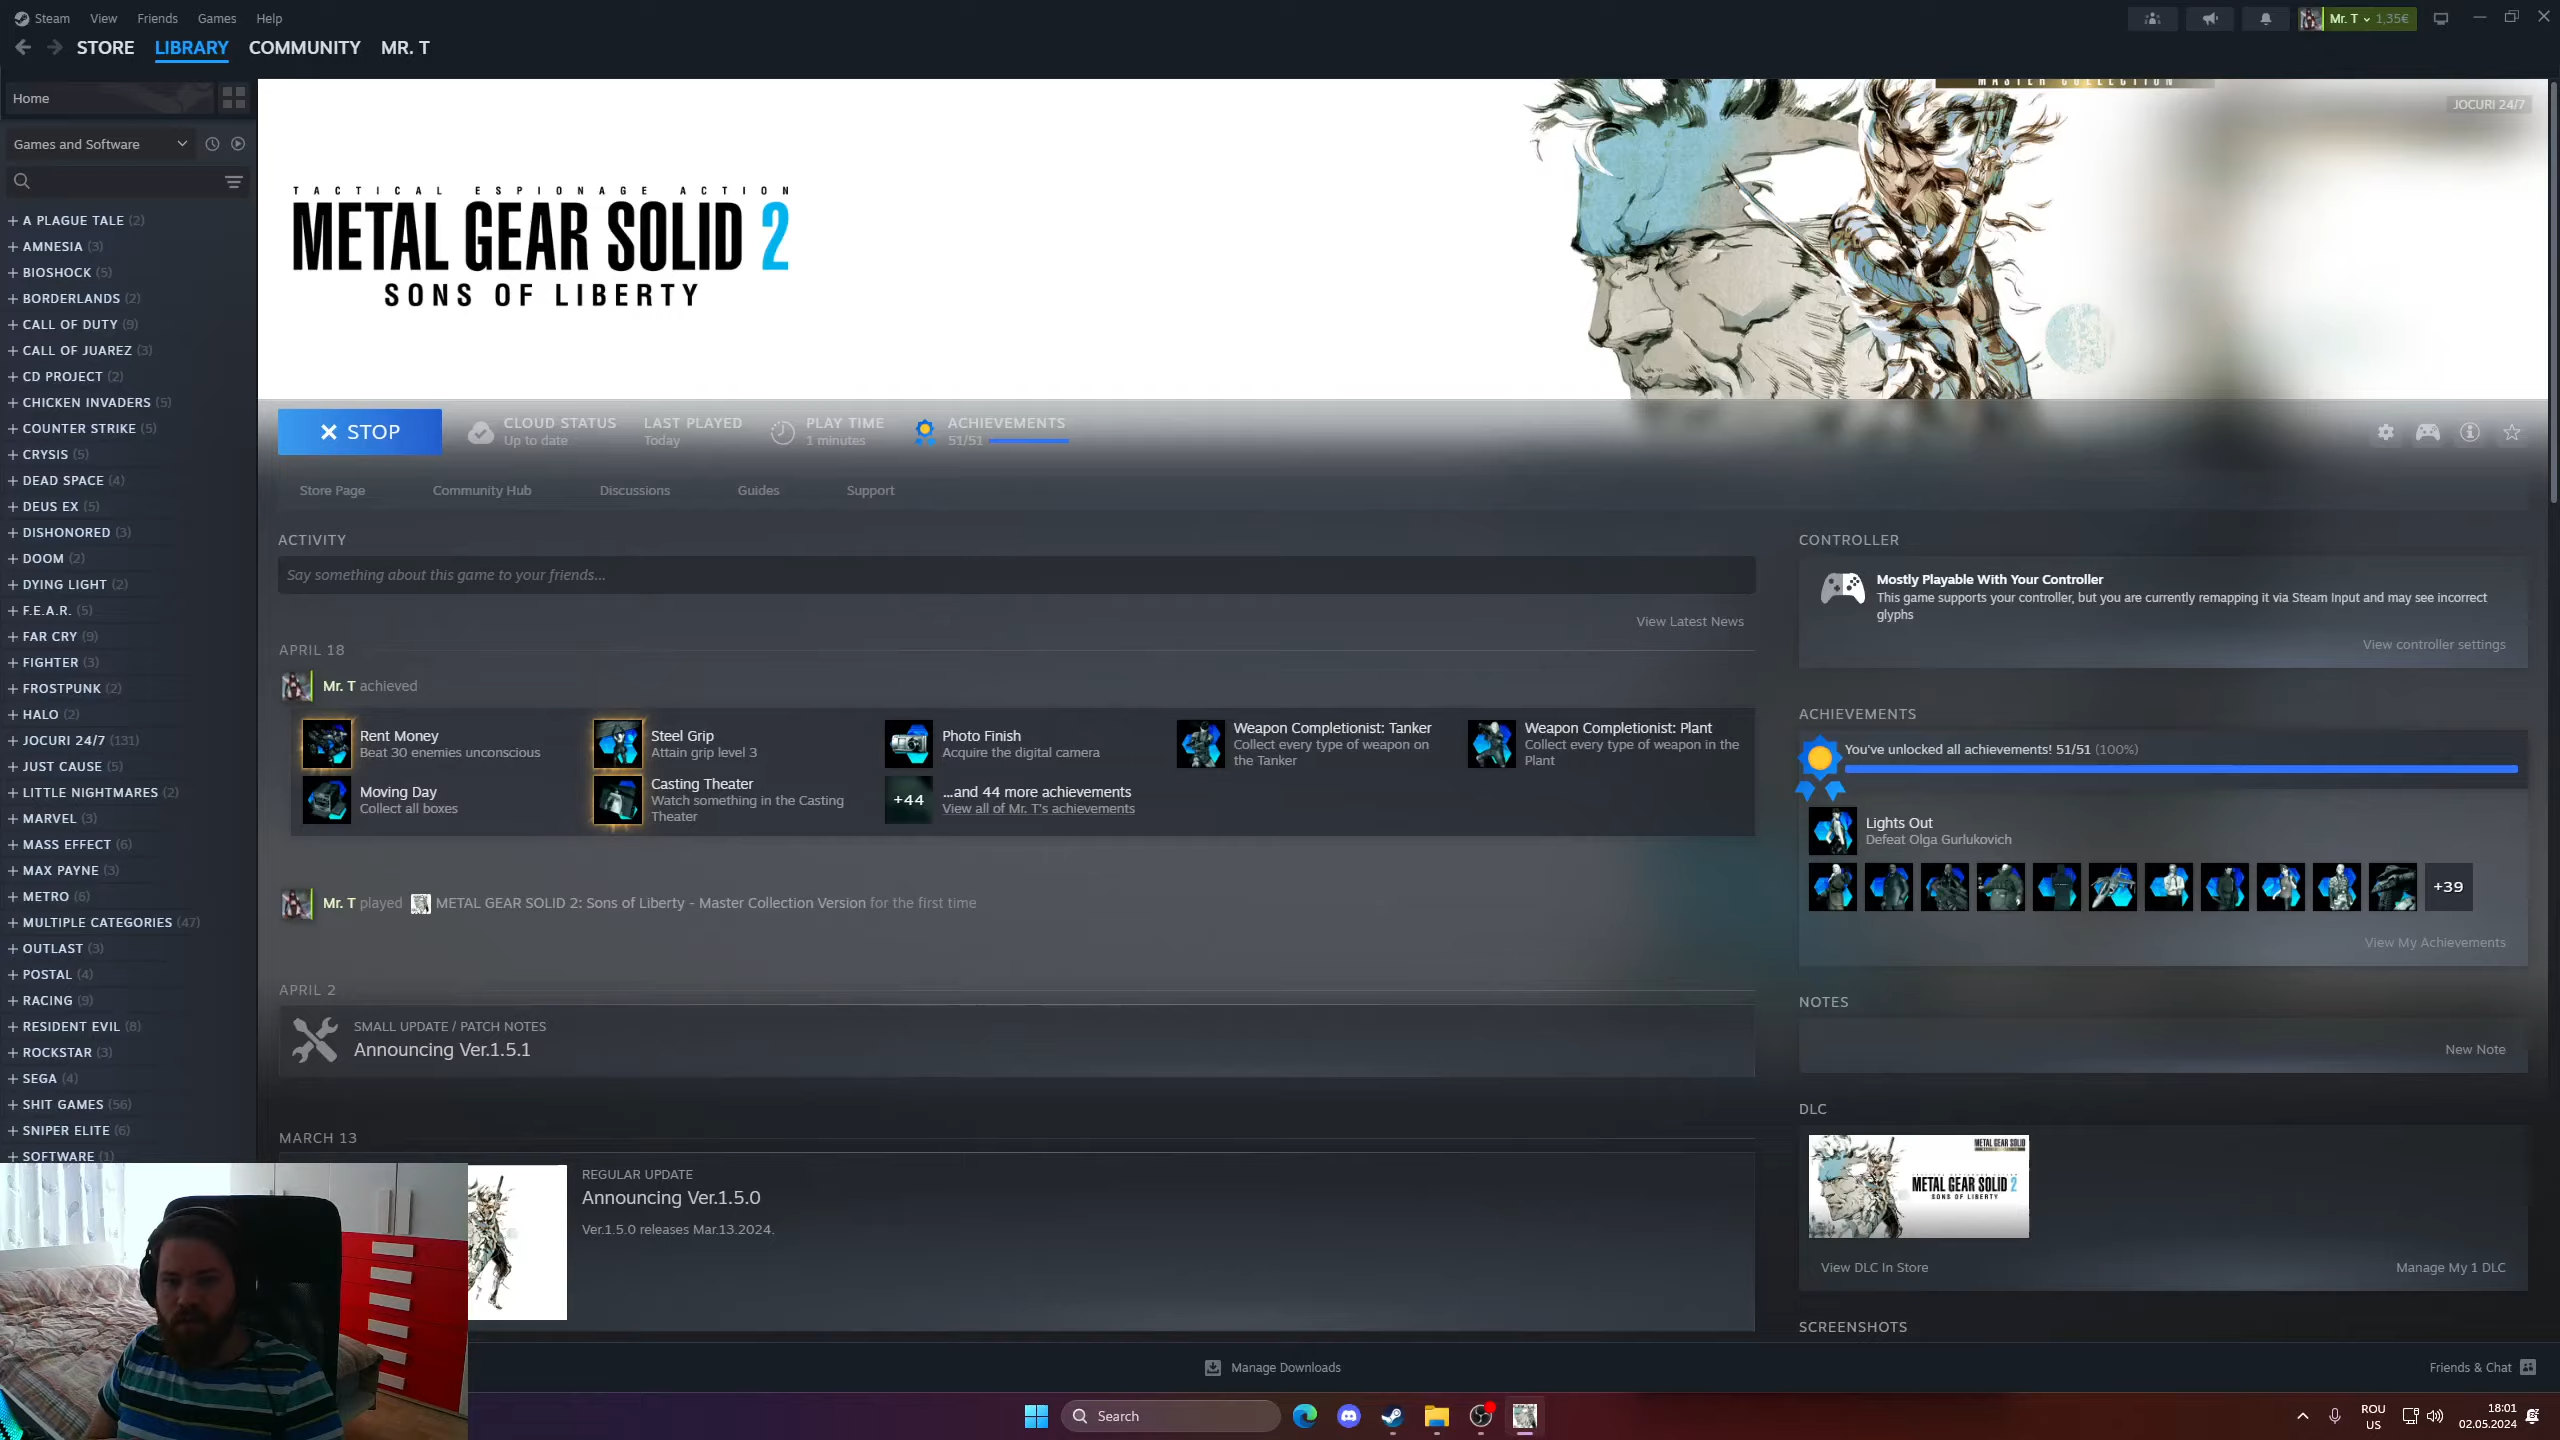 Steam View Friends Games Help
Mr. T 1,35€
STORE LIBRARY COMMUNITY MR. T
Home
Games and Software
+ A PLAGUE TALE (2)
+ AMNESIA (3)
+ BIOSHOCK (5)
+ BORDERLANDS (2)
+ CALL OF DUTY (9)
+ CALL OF JUAREZ (3)
+ CD PROJECT (2)
+ CHICKEN INVADERS (5)
+ COUNTER STRIKE (5)
+ CRYSIS (5)
+ DEAD SPACE (4)
+ DEUS EX (5)
+ DISHONORED (3)
+ DOOM (2)
+ DYING LIGHT (2)
+ F.E.A.R. (5)
+ FAR CRY (9)
+ FIGHTER (3)
+ FROSTPUNK (2)
+ HALO (2)
+ JOCURI 24/7 (131)
+ JUST CAUSE (5)
+ LITTLE NIGHTMARES (2)
+ MARVEL (3)
+ MASS EFFECT (6)
+ MAX PAYNE (3)
+ METRO (6)
+ MULTIPLE CATEGORIES (47)
+ OUTLAST (3)
+ POSTAL (4)
+ RACING (9)
+ RESIDENT EVIL (8)
+ ROCKSTAR (3)
+ SEGA (4)
+ SHIT GAMES (56)
+ SNIPER ELITE (6)
+ SOFTWARE (1)
MASTER COLLECTION
JOCURI 24/7
TACTICAL ESPIONAGE ACTION
METAL GEAR SOLID 2
SONS OF LIBERTY
STOP
CLOUD STATUS
Up to date
LAST PLAYED
Today
PLAY TIME
1 minutes
ACHIEVEMENTS
51/51
Store Page Community Hub Discussions Guides Support
ACTIVITY
Say something about this game to your friends...
View Latest News
APRIL 18
Mr. T achieved
Rent Money
Beat 30 enemies unconscious
Steel Grip
Attain grip level 3
Photo Finish
Acquire the digital camera
Weapon Completionist: Tanker
Collect every type of weapon on
the Tanker
Weapon Completionist: Plant
Collect every type of weapon in the
Plant
Moving Day
Collect all boxes
Casting Theater
Watch something in the Casting
Theater
+44
...and 44 more achievements
View all of Mr. T's achievements
Mr. T played METAL GEAR SOLID 2: Sons of Liberty - Master Collection Version for the first time
APRIL 2
SMALL UPDATE / PATCH NOTES
Announcing Ver.1.5.1
MARCH 13
REGULAR UPDATE
Announcing Ver.1.5.0
Ver.1.5.0 releases Mar.13.2024.
CONTROLLER
Mostly Playable With Your Controller
This game supports your controller, but you are currently remapping it via Steam Input and may see incorrect
glyphs
View controller settings
ACHIEVEMENTS
You've unlocked all achievements! 51/51 (100%)
Lights Out
Defeat Olga Gurlukovich
+39
View My Achievements
NOTES
New Note
DLC
METAL GEAR SOLID
METAL GEAR SOLID 2
SONS OF LIBERTY
View DLC In Store
Manage My 1 DLC
SCREENSHOTS
Manage Downloads
Friends & Chat
Search
ROU
US
18:01
02.05.2024